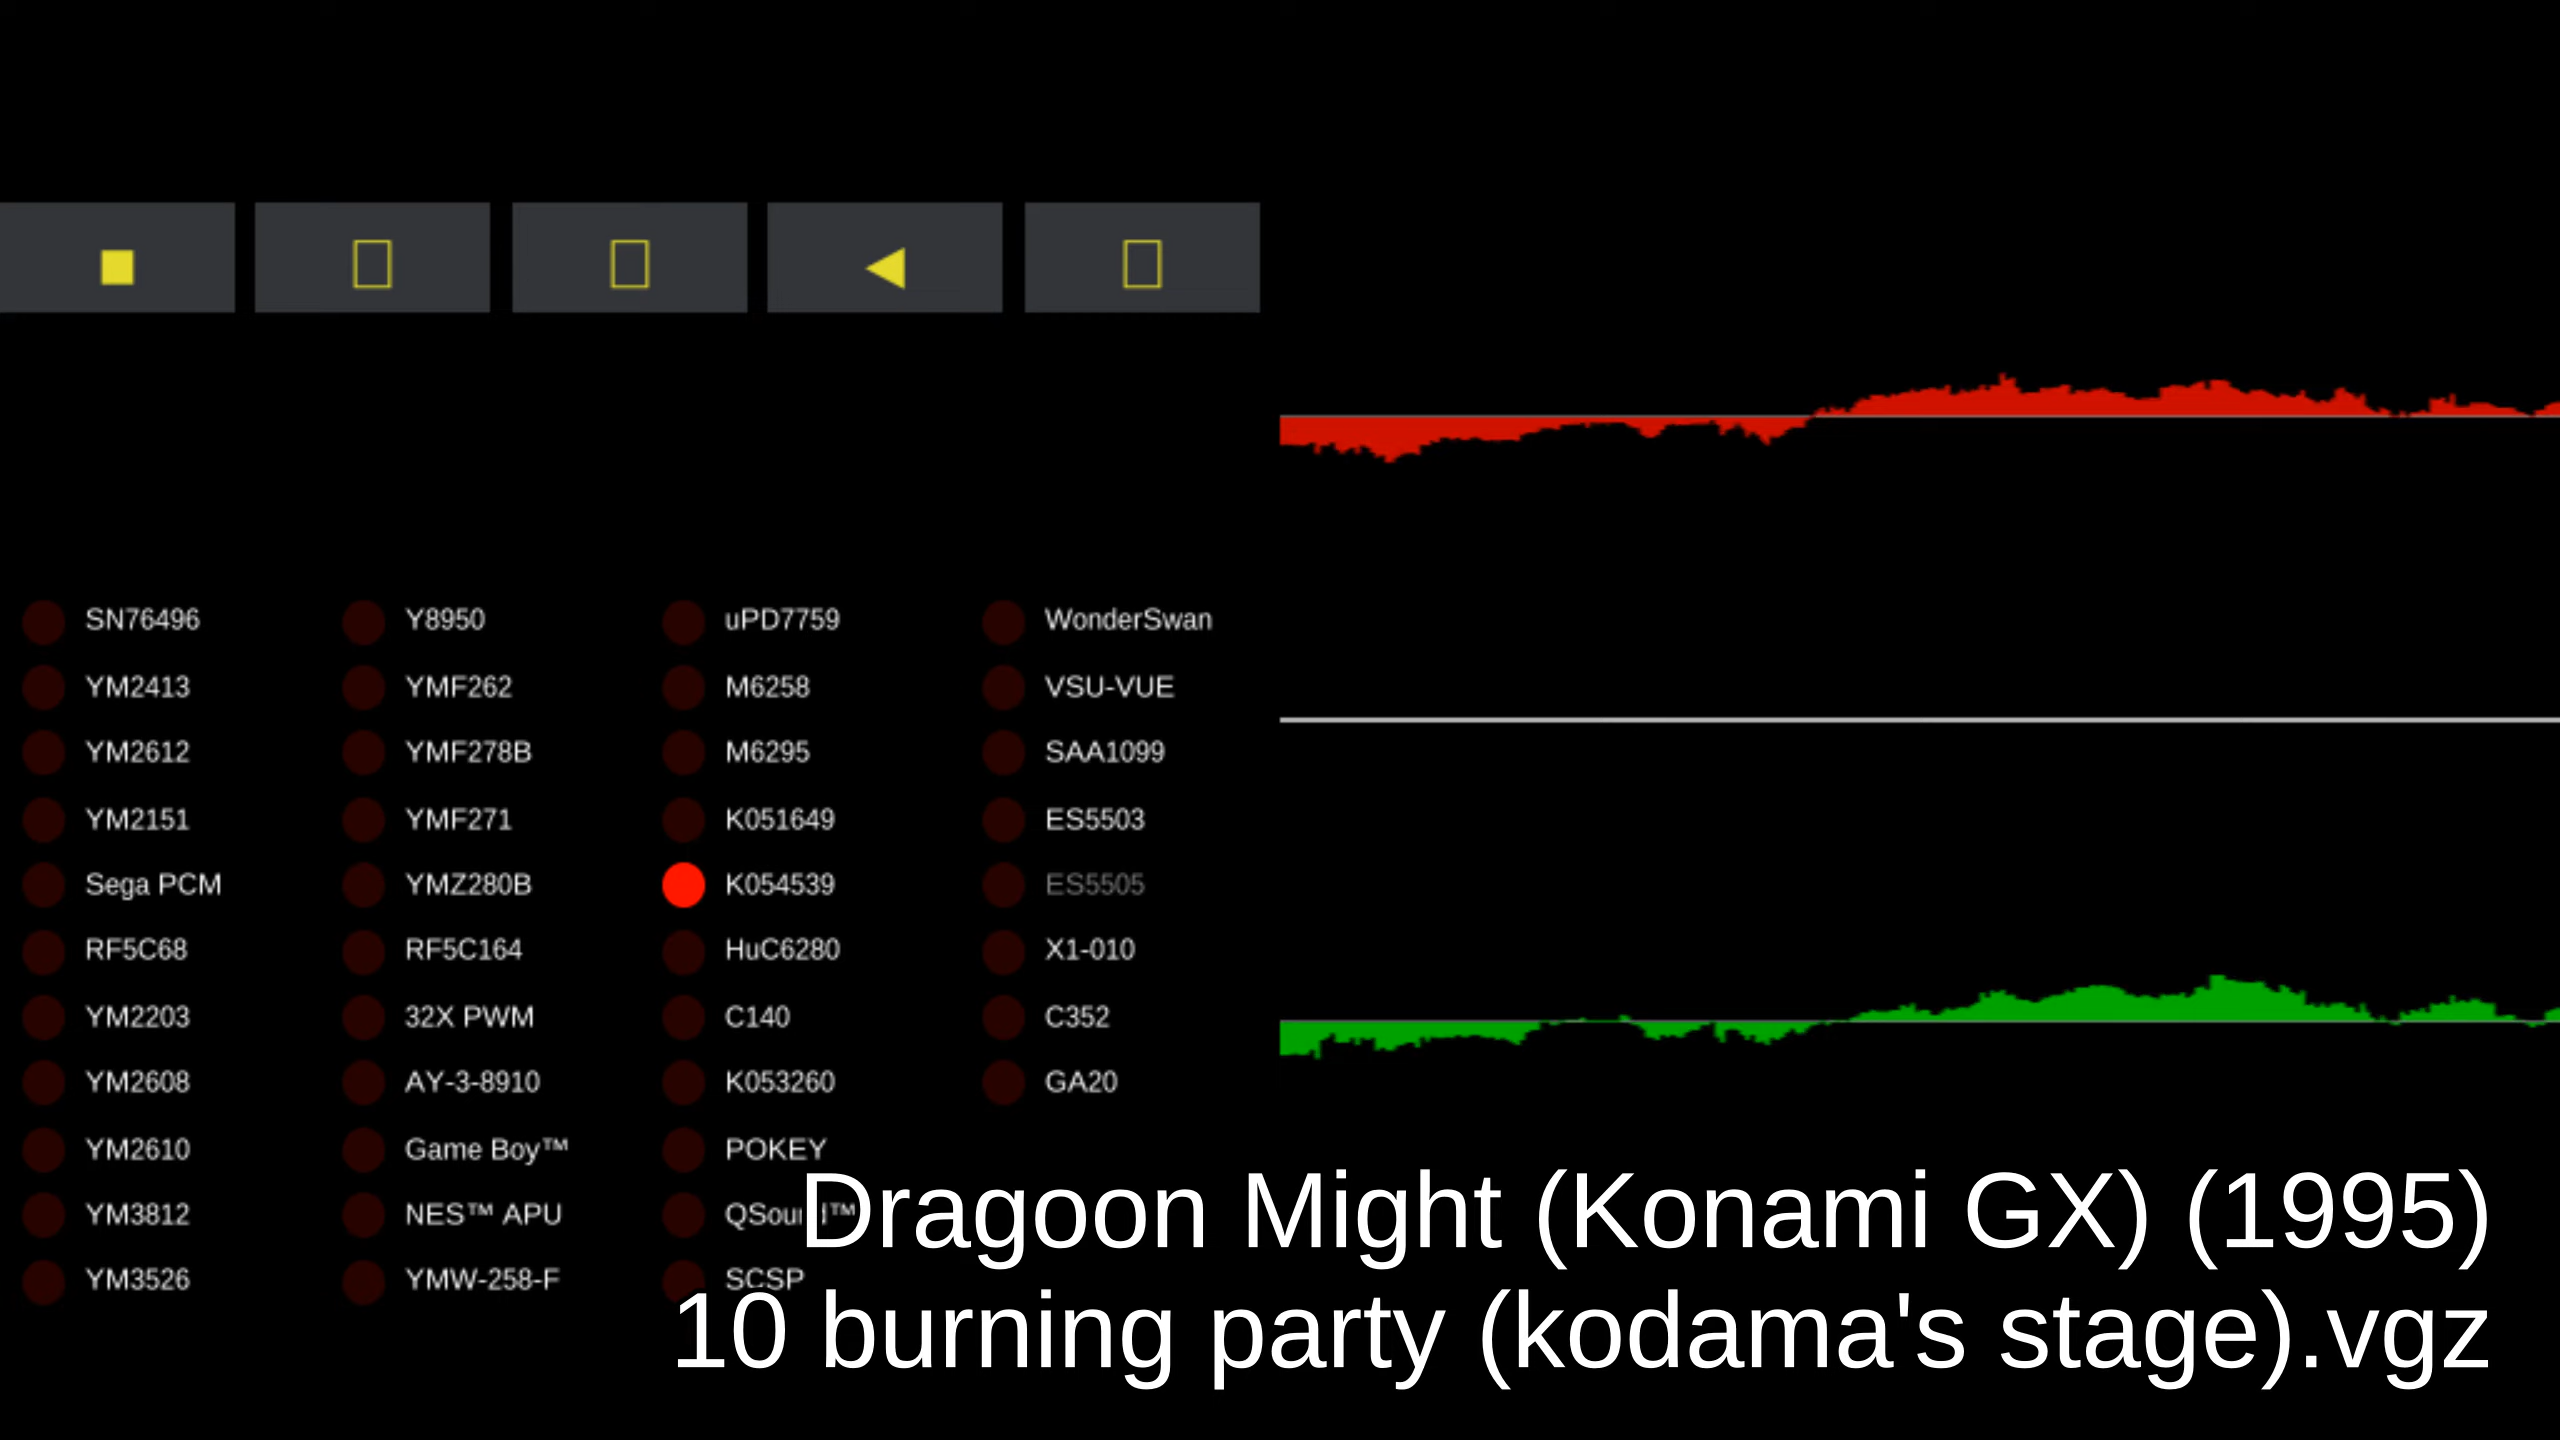 SN76496
YM2413
YM2612
YM2151
Sega PCM
RF5C68
YM2203
YM2608
YM2610
YM3812
YM3526
Y8950
YMF262
YMF278B
YMF271
YMZ280B
RF5C164
32X PWM
AY-3-8910
Game Boy™
NES™ APU
YMW-258-F
uPD7759
M6258
M6295
K051649
K054539
HuC6280
C140
K053260
POKEY
QSound™
SCSP
WonderSwan
VSU-VUE
SAA1099
ES5503
ES5505
X1-010
C352
GA20
Dragoon Might (Konami GX) (1995)
10 burning party (kodama's stage).vgz